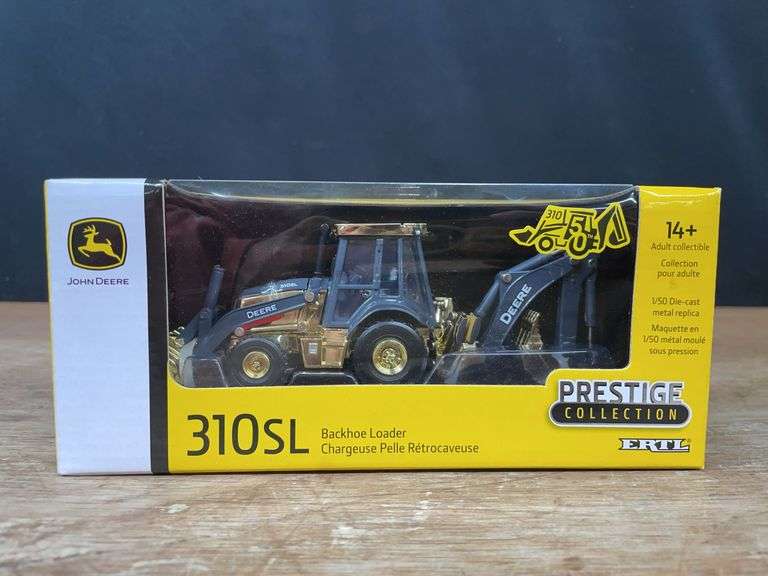 JOHN DEERE
310SL
DEERE
DEERE
310
14+
Adult collectible
Collection
pour adulte
1/50 Die-cast
metal replica
Maquette en
1/50 métal moulé
sous pression
PRESTIGE
COLLECTION
ERTL
310SL
Backhoe Loader
Chargeuse Pelle Rétrocaveuse